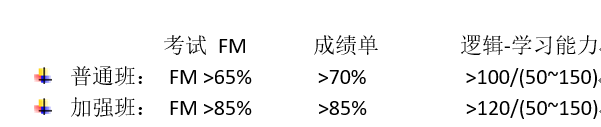 考试 FM 成绩单 逻辑-学习能力
普通班： FM >65% >70% >100/(50~150)
加强班： FM >85% >85% >120/(50~150)